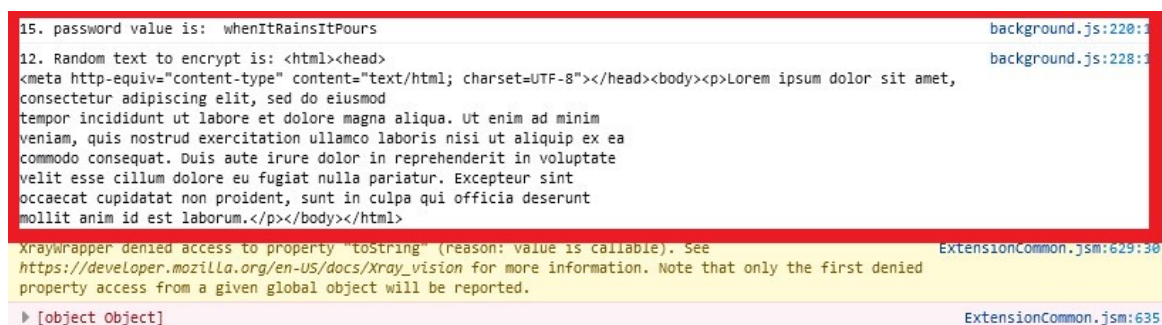 15. password value is:  whenItRainsItPours background.js:220:1
12. Random text to encrypt is: <html><head> background.js:228:1
<meta http-equiv="content-type" content="text/html; charset=UTF-8"></head><body><p>Lorem ipsum dolor sit amet,
consectetur adipiscing elit, sed do eiusmod
tempor incididunt ut labore et dolore magna aliqua. Ut enim ad minim
veniam, quis nostrud exercitation ullamco laboris nisi ut aliquip ex ea
commodo consequat. Duis aute irure dolor in reprehenderit in voluptate
velit esse cillum dolore eu fugiat nulla pariatur. Excepteur sint
occaecat cupidatat non proident, sunt in culpa qui officia deserunt
mollit anim id est laborum.</p></body></html>
XrayWrapper denied access to property "toString" (reason: value is callable). See ExtensionCommon.jsm:629:30
https://developer.mozilla.org/en-US/docs/Xray_vision for more information. Note that only the first denied
property access from a given global object will be reported.
[object Object] ExtensionCommon.jsm:635